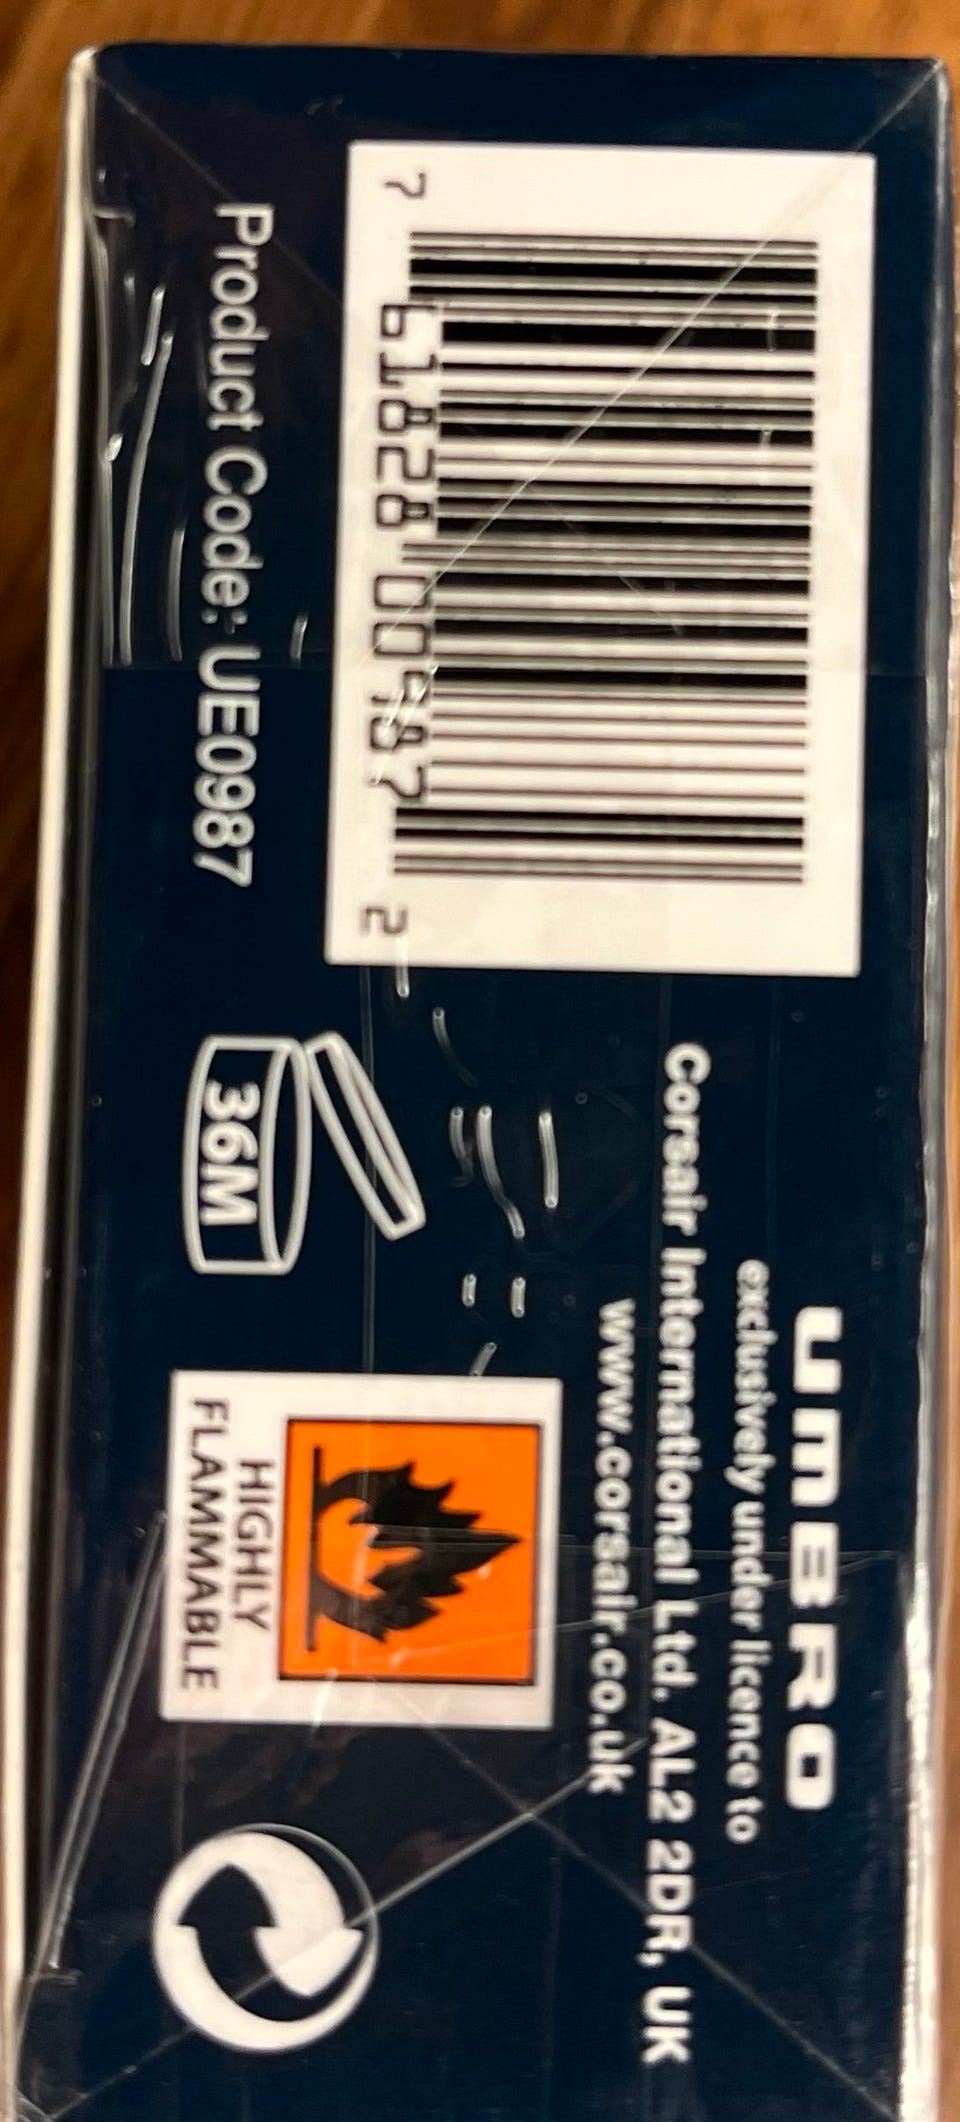 7 61828 00987 2
Product Code: UE0987
umBRO
exclusively under licence to
Corsair International Ltd. AL2 2DR, UK
www.corsair.co.uk
36M
HIGHLY
FLAMMABLE